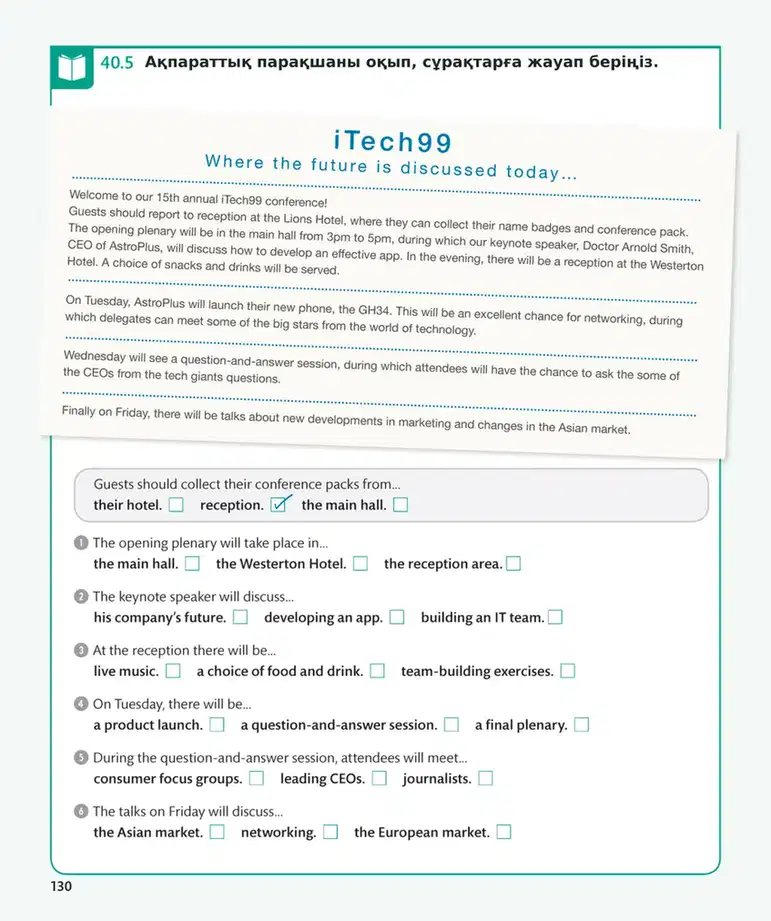 40.5 Ақпараттық парақшаны оқып, сұрақтарға жауап беріңіз.
iTech99
Where the future is discussed today...
Welcome to our 15th annual iTech99 conference!
Guests should report to reception at the Lions Hotel, where they can collect their name badges and conference pack.
The opening plenary will be in the main hall from 3pm to 5pm, during which our keynote speaker, Doctor Arnold Smith,
CEO of AstroPlus, will discuss how to develop an effective app. In the evening, there will be a reception at the Westerton
Hotel. A choice of snacks and drinks will be served.
On Tuesday, AstroPlus will launch their new phone, the GH34. This will be an excellent chance for networking, during
which delegates can meet some of the big stars from the world of technology.
Wednesday will see a question-and-answer session, during which attendees will have the chance to ask the some of
the CEOs from the tech giants questions.
Finally on Friday, there will be talks about new developments in marketing and changes in the Asian market.
Guests should collect their conference packs from...
their hotel. reception. the main hall.
1 The opening plenary will take place in...
the main hall. the Westerton Hotel. the reception area.
2 The keynote speaker will discuss...
his company's future. developing an app. building an IT team.
3 At the reception there will be...
live music. a choice of food and drink. team-building exercises.
4 On Tuesday, there will be...
a product launch. a question-and-answer session. a final plenary.
5 During the question-and-answer session, attendees will meet...
consumer focus groups. leading CEOs. journalists.
6 The talks on Friday will discuss...
the Asian market. networking. the European market.
130